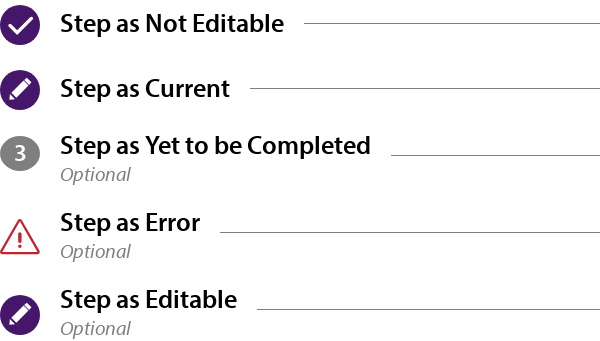 Step as Not Editable
Step as Current
3 Step as Yet to be Completed
Optional
Step as Error
Optional
Step as Editable
Optional